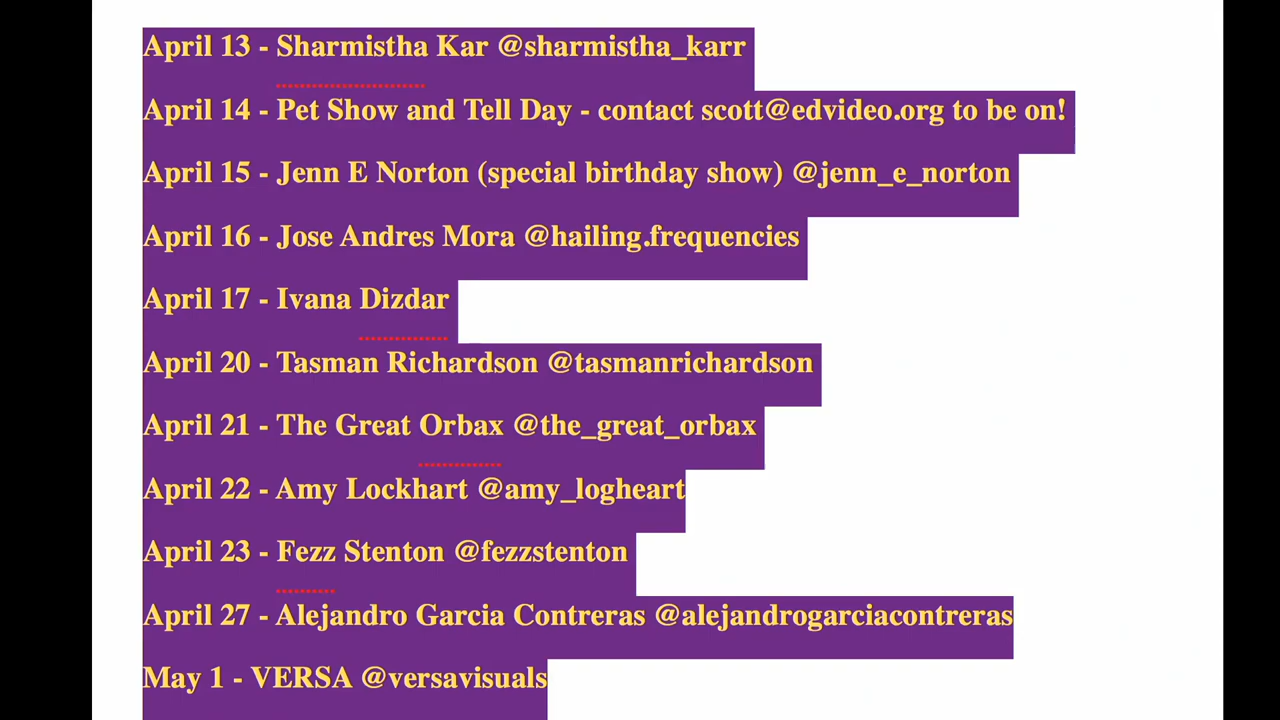 April 13 - Sharmistha Kar @sharmistha_karr
April 14 - Pet Show and Tell Day - contact scott@edvideo.org to be on!
April 15 - Jenn E Norton (special birthday show) @jenn_e_norton
April 16 - Jose Andres Mora @hailing.frequencies
April 17 - Ivana Dizdar
April 20 - Tasman Richardson @tasmanrichardson
April 21 - The Great Orbax @the_great_orbax
April 22 - Amy Lockhart @amy_logheart
April 23 - Fezz Stenton @fezzstenton
April 27 - Alejandro Garcia Contreras @alejandrogarciacontreras
May 1 - VERSA @versavisuals